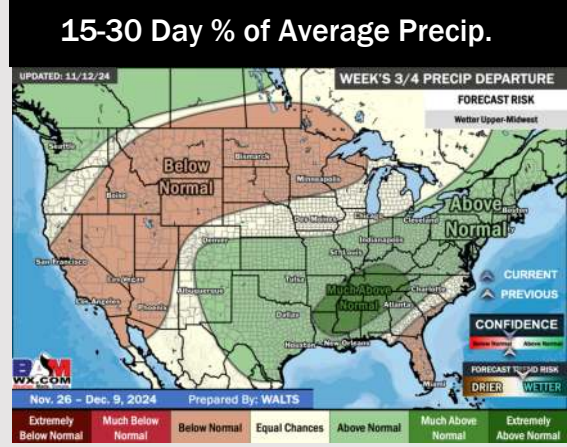 15-30 Day % of Average Precip.
UPDATED: 11/12/24
WEEK'S 3/4 PRECIP DEPARTURE
FORECAST RISK
Wetter Upper-Midwest
Seattle
Below
Normal
Bismarck
Minneapolis
Boise
Des Moines
Chicago
Cleveland
Above
Normal
Boston
San Francisco
Denver
Indianapolis
St. Louis
Las Vegas
Los Angeles
Phoenix
Albuquerque
Tulsa
Much Above
Normal
Charlotte
Atlanta
Dallas
Houston
New Orleans
Miami
CURRENT
PREVIOUS
CONFIDENCE
Below Normal
Above Normal
FORECAST TREND RISK
DRIER
WETTER
BAM
WX.COM
Nov. 26 – Dec. 9, 2024
Prepared By: WALTS
Extremely
Below Normal
Much Below
Normal
Below Normal
Equal Chances
Above Normal
Much Above
Normal
Extremely
Above Normal